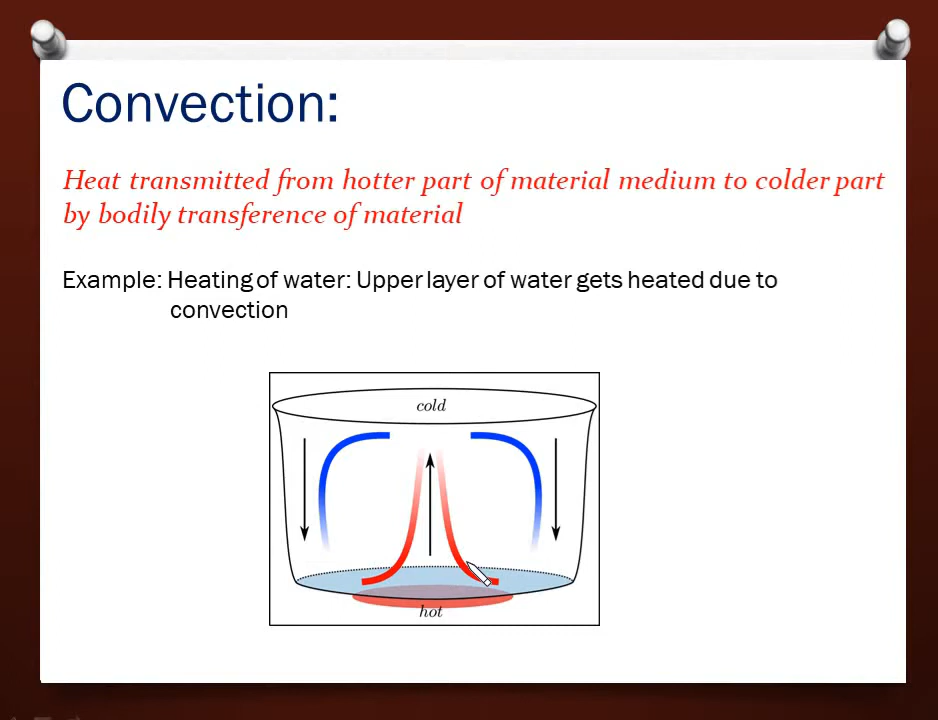 Convection:
Heat transmitted from hotter part of material medium to colder part
by bodily transference of material
Example: Heating of water: Upper layer of water gets heated due to
convection
cold
hot